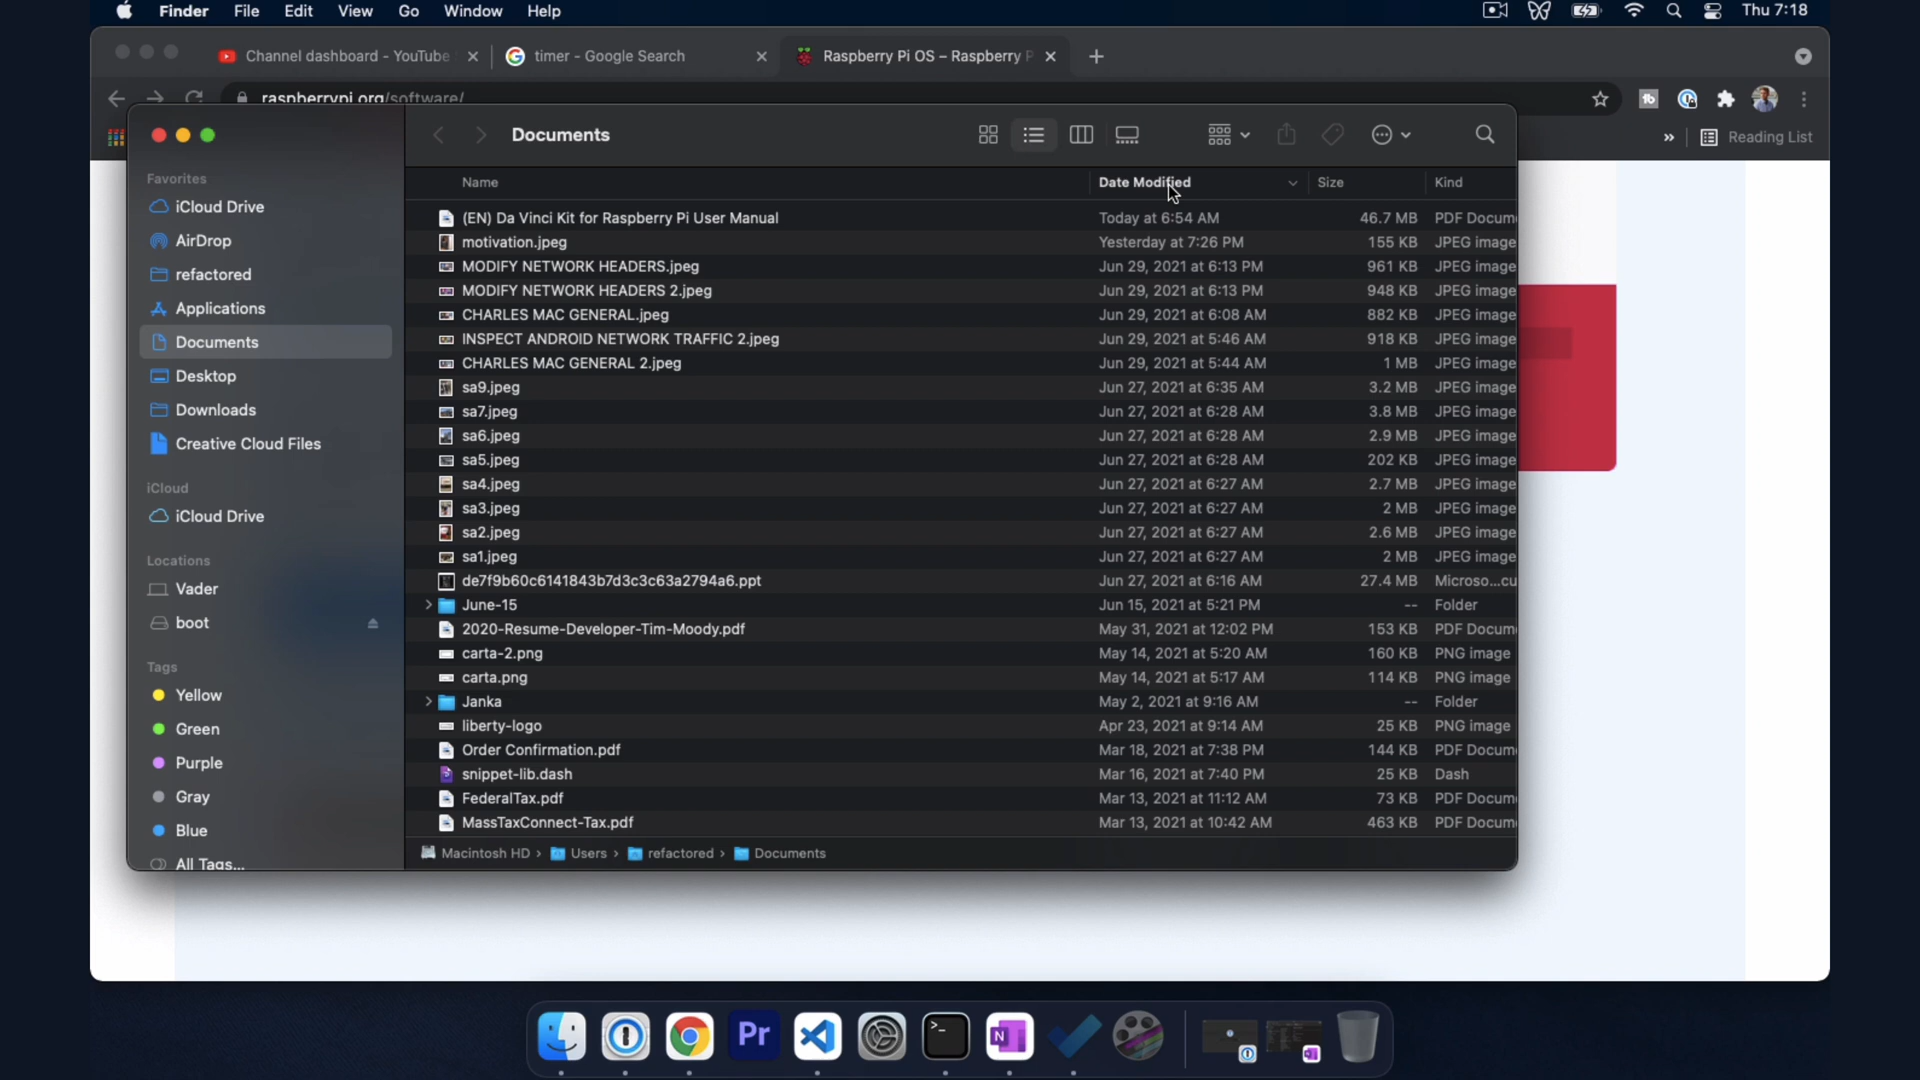 Finder File Edit View Go Window Help Thu 7:18
Channel dashboard - YouTube timer - Google Search Raspberry Pi OS – Raspberry P
raspberrypi.org/software/
Reading List
Documents
Favorites
iCloud Drive
AirDrop
refactored
Applications
Documents
Desktop
Downloads
Creative Cloud Files
iCloud
iCloud Drive
Locations
Vader
boot
Tags
Yellow
Green
Purple
Gray
Blue
All Tags...
Name Date Modified Size Kind
(EN) Da Vinci Kit for Raspberry Pi User Manual Today at 6:54 AM 46.7 MB PDF Docum
motivation.jpeg Yesterday at 7:26 PM 155 KB JPEG image
MODIFY NETWORK HEADERS.jpeg Jun 29, 2021 at 6:13 PM 961 KB JPEG image
MODIFY NETWORK HEADERS 2.jpeg Jun 29, 2021 at 6:13 PM 948 KB JPEG image
CHARLES MAC GENERAL.jpeg Jun 29, 2021 at 6:08 AM 882 KB JPEG image
INSPECT ANDROID NETWORK TRAFFIC 2.jpeg Jun 29, 2021 at 5:46 AM 918 KB JPEG image
CHARLES MAC GENERAL 2.jpeg Jun 29, 2021 at 5:44 AM 1 MB JPEG image
sa9.jpeg Jun 27, 2021 at 6:35 AM 3.2 MB JPEG image
sa7.jpeg Jun 27, 2021 at 6:28 AM 3.8 MB JPEG image
sa6.jpeg Jun 27, 2021 at 6:28 AM 2.9 MB JPEG image
sa5.jpeg Jun 27, 2021 at 6:28 AM 202 KB JPEG image
sa4.jpeg Jun 27, 2021 at 6:27 AM 2.7 MB JPEG image
sa3.jpeg Jun 27, 2021 at 6:27 AM 2 MB JPEG image
sa2.jpeg Jun 27, 2021 at 6:27 AM 2.6 MB JPEG image
sa1.jpeg Jun 27, 2021 at 6:27 AM 2 MB JPEG image
de7f9b60c6141843b7d3c3c63a2794a6.ppt Jun 27, 2021 at 6:16 AM 27.4 MB Microso...cu
June-15 Jun 15, 2021 at 5:21 PM -- Folder
2020-Resume-Developer-Tim-Moody.pdf May 31, 2021 at 12:02 PM 153 KB PDF Docum
carta-2.png May 14, 2021 at 5:20 AM 160 KB PNG image
carta.png May 14, 2021 at 5:17 AM 114 KB PNG image
Janka May 2, 2021 at 9:16 AM -- Folder
liberty-logo Apr 23, 2021 at 9:14 AM 25 KB PNG image
Order Confirmation.pdf Mar 18, 2021 at 7:38 PM 144 KB PDF Docum
snippet-lib.dash Mar 16, 2021 at 7:40 PM 25 KB Dash
FederalTax.pdf Mar 13, 2021 at 11:12 AM 73 KB PDF Docum
MassTaxConnect-Tax.pdf Mar 13, 2021 at 10:42 AM 463 KB PDF Docum
Macintosh HD › Users › refactored › Documents
Pr
N